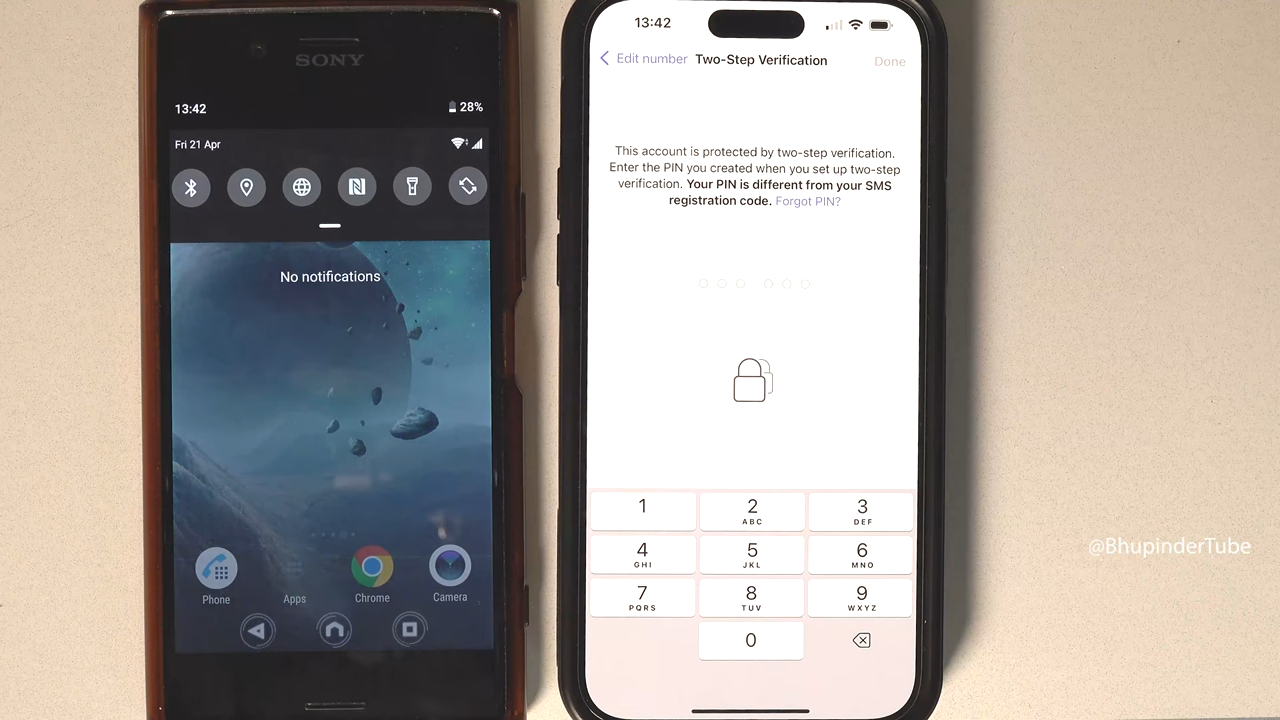 SONY
13:42
28%
Fri 21 Apr
No notifications
Phone
Apps
Chrome
Camera
13:42
Edit number
Two-Step Verification
Done
This account is protected by two-step verification.
Enter the PIN you created when you set up two-step
verification. Your PIN is different from your SMS
registration code. Forgot PIN?
1
2
ABC
3
DEF
4
GHI
5
JKL
6
MNO
7
PQRS
8
TUV
9
WXYZ
0
@BhupinderTube